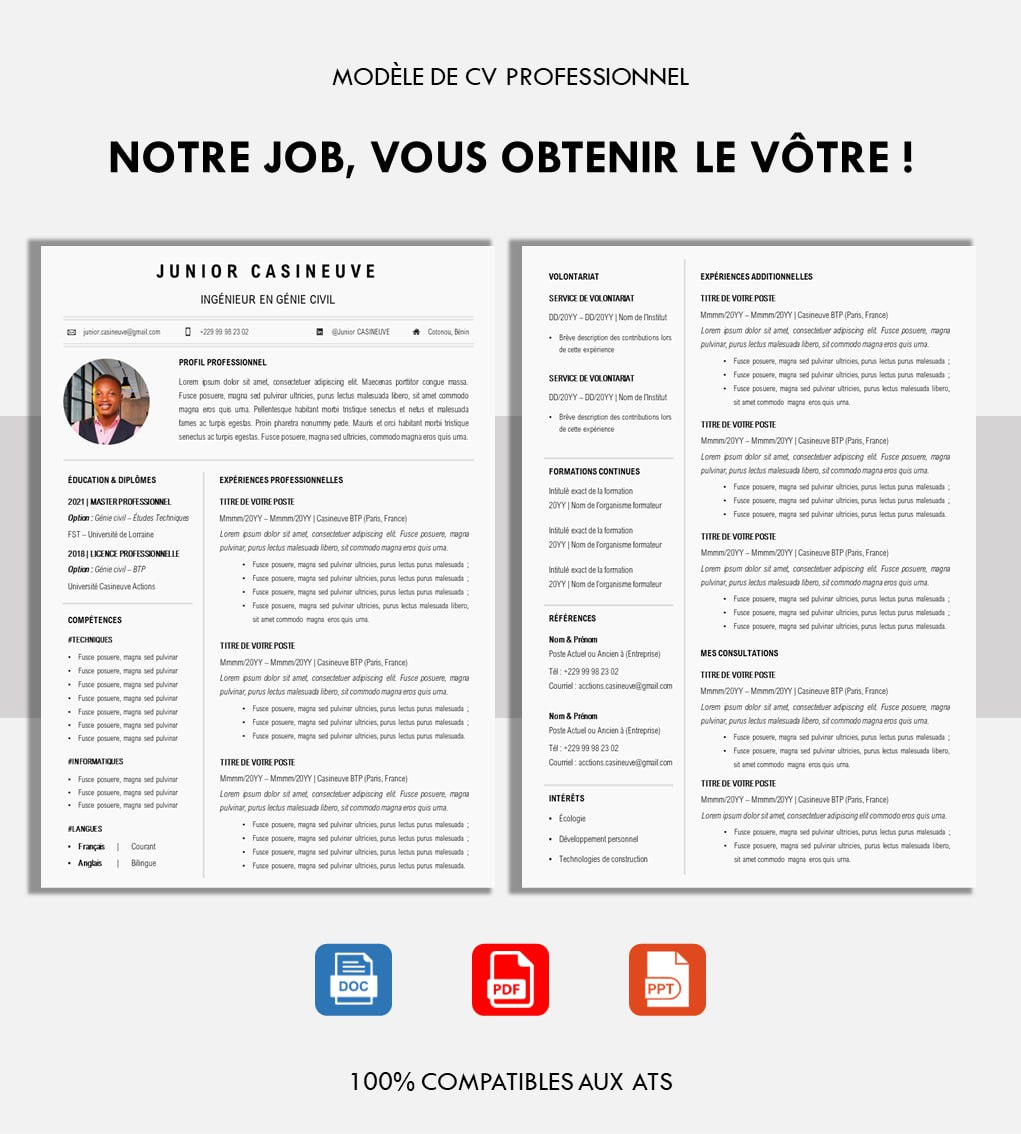 MODÈLE DE CV PROFESSIONNEL
NOTRE JOB, VOUS OBTENIR LE VÔTRE !
JUNIOR CASINEUVE
INGÉNIEUR EN GÉNIE CIVIL
junior.casineuve@gmail.com
+229 99 98 23 02
@Junior CASINEUVE
Cotonou, Bénin
PROFIL PROFESSIONNEL
Lorem ipsum dolor sit amet, consectetuer adipiscing elit. Maecenas porttitor congue massa.
Fusce posuere, magna sed pulvinar ultricies, purus lectus malesuada libero, sit amet commodo
magna eros quis urna. Pellentesque habitant morbi tristique senectus et netus et malesuada
fames ac turpis egestas. Proin pharetra nonummy pede. Mauris et orci habitant morbi tristique
senectus ac turpis egestas. Fusce posuere, magna sed ultricies, commodo magna eros quis urna.
ÉDUCATION & DIPLÔMES
2021 | MASTER PROFESSIONNEL
Option : Génie civil – Études Techniques
FST – Université de Lorraine
2018 | LICENCE PROFESSIONNELLE
Option : Génie civil – BTP
Université Casineuve Actions
COMPÉTENCES
#TECHNIQUES
• Fusce posuere, magna sed pulvinar
• Fusce posuere, magna sed pulvinar
• Fusce posuere, magna sed pulvinar
• Fusce posuere, magna sed pulvinar
• Fusce posuere, magna sed pulvinar
• Fusce posuere, magna sed pulvinar
• Fusce posuere, magna sed pulvinar
#INFORMATIQUES
• Fusce posuere, magna sed pulvinar
• Fusce posuere, magna sed pulvinar
• Fusce posuere, magna sed pulvinar
#LANGUES
• Français | Courant
• Anglais | Bilingue
EXPÉRIENCES PROFESSIONNELLES
TITRE DE VOTRE POSTE
Mmmm/20YY – Mmmm/20YY | Casineuve BTP (Paris, France)
Lorem ipsum dolor sit amet, consectetuer adipiscing elit. Fusce posuere, magna
pulvinar, purus lectus malesuada libero, sit commodo magna eros quis urna.
• Fusce posuere, magna sed pulvinar ultricies, purus lectus purus malesuada ;
• Fusce posuere, magna sed pulvinar ultricies, purus lectus purus malesuada ;
• Fusce posuere, magna sed pulvinar ultricies, purus lectus purus malesuada ;
• Fusce posuere, magna sed pulvinar ultricies, purus lectus malesuada libero,
sit amet commodo magna eros quis urna.
TITRE DE VOTRE POSTE
Mmmm/20YY – Mmmm/20YY | Casineuve BTP (Paris, France)
Lorem ipsum dolor sit amet, consectetuer adipiscing elit. Fusce posuere, magna
pulvinar, purus lectus malesuada libero, sit commodo magna eros quis urna.
• Fusce posuere, magna sed pulvinar ultricies, purus lectus purus malesuada ;
• Fusce posuere, magna sed pulvinar ultricies, purus lectus purus malesuada ;
• Fusce posuere, magna sed pulvinar ultricies, purus lectus purus malesuada.
TITRE DE VOTRE POSTE
Mmmm/20YY – Mmmm/20YY | Casineuve BTP (Paris, France)
Lorem ipsum dolor sit amet, consectetuer adipiscing elit. Fusce posuere, magna
pulvinar, purus lectus malesuada libero, sit commodo magna eros quis urna.
• Fusce posuere, magna sed pulvinar ultricies, purus lectus purus malesuada ;
• Fusce posuere, magna sed pulvinar ultricies, purus lectus purus malesuada ;
• Fusce posuere, magna sed pulvinar ultricies, purus lectus purus malesuada ;
• Fusce posuere, magna sed pulvinar ultricies, purus lectus purus malesuada.
VOLONTARIAT
SERVICE DE VOLONTARIAT
DD/20YY – DD/20YY | Nom de l'Institut
• Brève description des contributions lors
de cette expérience
SERVICE DE VOLONTARIAT
DD/20YY – DD/20YY | Nom de l'Institut
• Brève description des contributions lors
de cette expérience
FORMATIONS CONTINUES
Intitulé exact de la formation
20YY | Nom de l'organisme formateur
Intitulé exact de la formation
20YY | Nom de l'organisme formateur
Intitulé exact de la formation
20YY | Nom de l'organisme formateur
RÉFÉRENCES
Nom & Prénom
Poste Actuel ou Ancien à (Entreprise)
Tél : +229 99 98 23 02
Courriel : acctions.casineuve@gmail.com
Nom & Prénom
Poste Actuel ou Ancien à (Entreprise)
Tél : +229 99 98 23 02
Courriel : acctions.casineuve@gmail.com
INTÉRÊTS
• Écologie
• Développement personnel
• Technologies de construction
EXPÉRIENCES ADDITIONNELLES
TITRE DE VOTRE POSTE
Mmmm/20YY – Mmmm/20YY | Casineuve BTP (Paris, France)
Lorem ipsum dolor sit amet, consectetuer adipiscing elit. Fusce posuere, magna
pulvinar, purus lectus malesuada libero, sit commodo magna eros quis urna.
• Fusce posuere, magna sed pulvinar ultricies, purus lectus purus malesuada ;
• Fusce posuere, magna sed pulvinar ultricies, purus lectus purus malesuada ;
• Fusce posuere, magna sed pulvinar ultricies, purus lectus malesuada libero,
sit amet commodo magna eros quis urna.
TITRE DE VOTRE POSTE
Mmmm/20YY – Mmmm/20YY | Casineuve BTP (Paris, France)
Lorem ipsum dolor sit amet, consectetuer adipiscing elit. Fusce posuere, magna
pulvinar, purus lectus malesuada libero, sit commodo magna eros quis urna.
• Fusce posuere, magna sed pulvinar ultricies, purus lectus purus malesuada ;
• Fusce posuere, magna sed pulvinar ultricies, purus lectus purus malesuada ;
• Fusce posuere, magna sed pulvinar ultricies, purus lectus purus malesuada.
TITRE DE VOTRE POSTE
Mmmm/20YY – Mmmm/20YY | Casineuve BTP (Paris, France)
Lorem ipsum dolor sit amet, consectetuer adipiscing elit. Fusce posuere, magna
pulvinar, purus lectus malesuada libero, sit commodo magna eros quis urna.
• Fusce posuere, magna sed pulvinar ultricies, purus lectus purus malesuada ;
• Fusce posuere, magna sed pulvinar ultricies, purus lectus purus malesuada ;
• Fusce posuere, magna sed pulvinar ultricies, purus lectus purus malesuada.
MES CONSULTATIONS
TITRE DE VOTRE POSTE
Mmmm/20YY – Mmmm/20YY | Casineuve BTP (Paris, France)
Lorem ipsum dolor sit amet, consectetuer adipiscing elit. Fusce posuere, magna
pulvinar, purus lectus malesuada libero, sit commodo magna eros quis urna.
• Fusce posuere, magna sed pulvinar ultricies, purus lectus purus malesuada ;
• Fusce posuere, magna sed pulvinar ultricies, purus lectus malesuada libero,
sit amet commodo magna eros quis urna.
TITRE DE VOTRE POSTE
Mmmm/20YY – Mmmm/20YY | Casineuve BTP (Paris, France)
Lorem ipsum dolor sit amet, consectetuer adipiscing elit. commodo magna eros quis urna.
• Fusce posuere, magna sed pulvinar ultricies, purus lectus purus malesuada ;
• Fusce posuere, magna sed pulvinar ultricies, purus lectus malesuada libero,
sit amet commodo magna eros quis urna.
DOC
PDF
PPT
100% COMPATIBLES AUX ATS